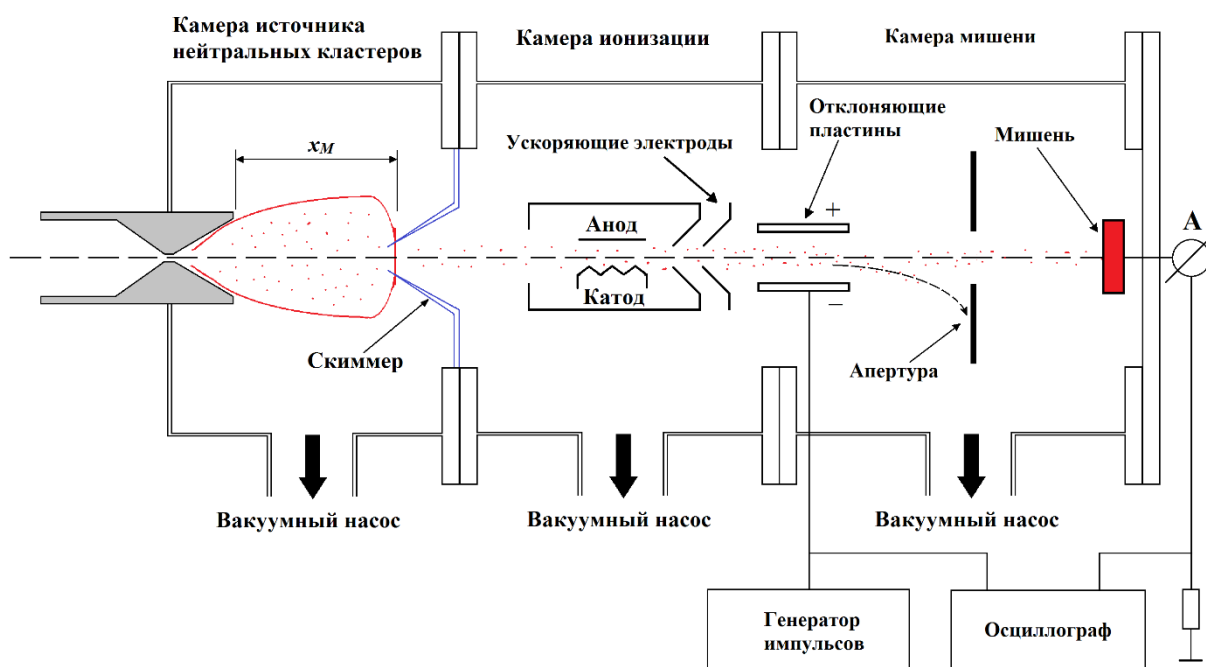 Камера источника
нейтральных кластеров
Камера ионизации
Камера мишени
Отклоняющие
пластины
Мишень
Ускоряющие электроды
x_M
+
A
Анод
Катод
–
Скиммер
Апертура
Вакуумный насос
Вакуумный насос
Вакуумный насос
Генератор
импульсов
Осциллограф